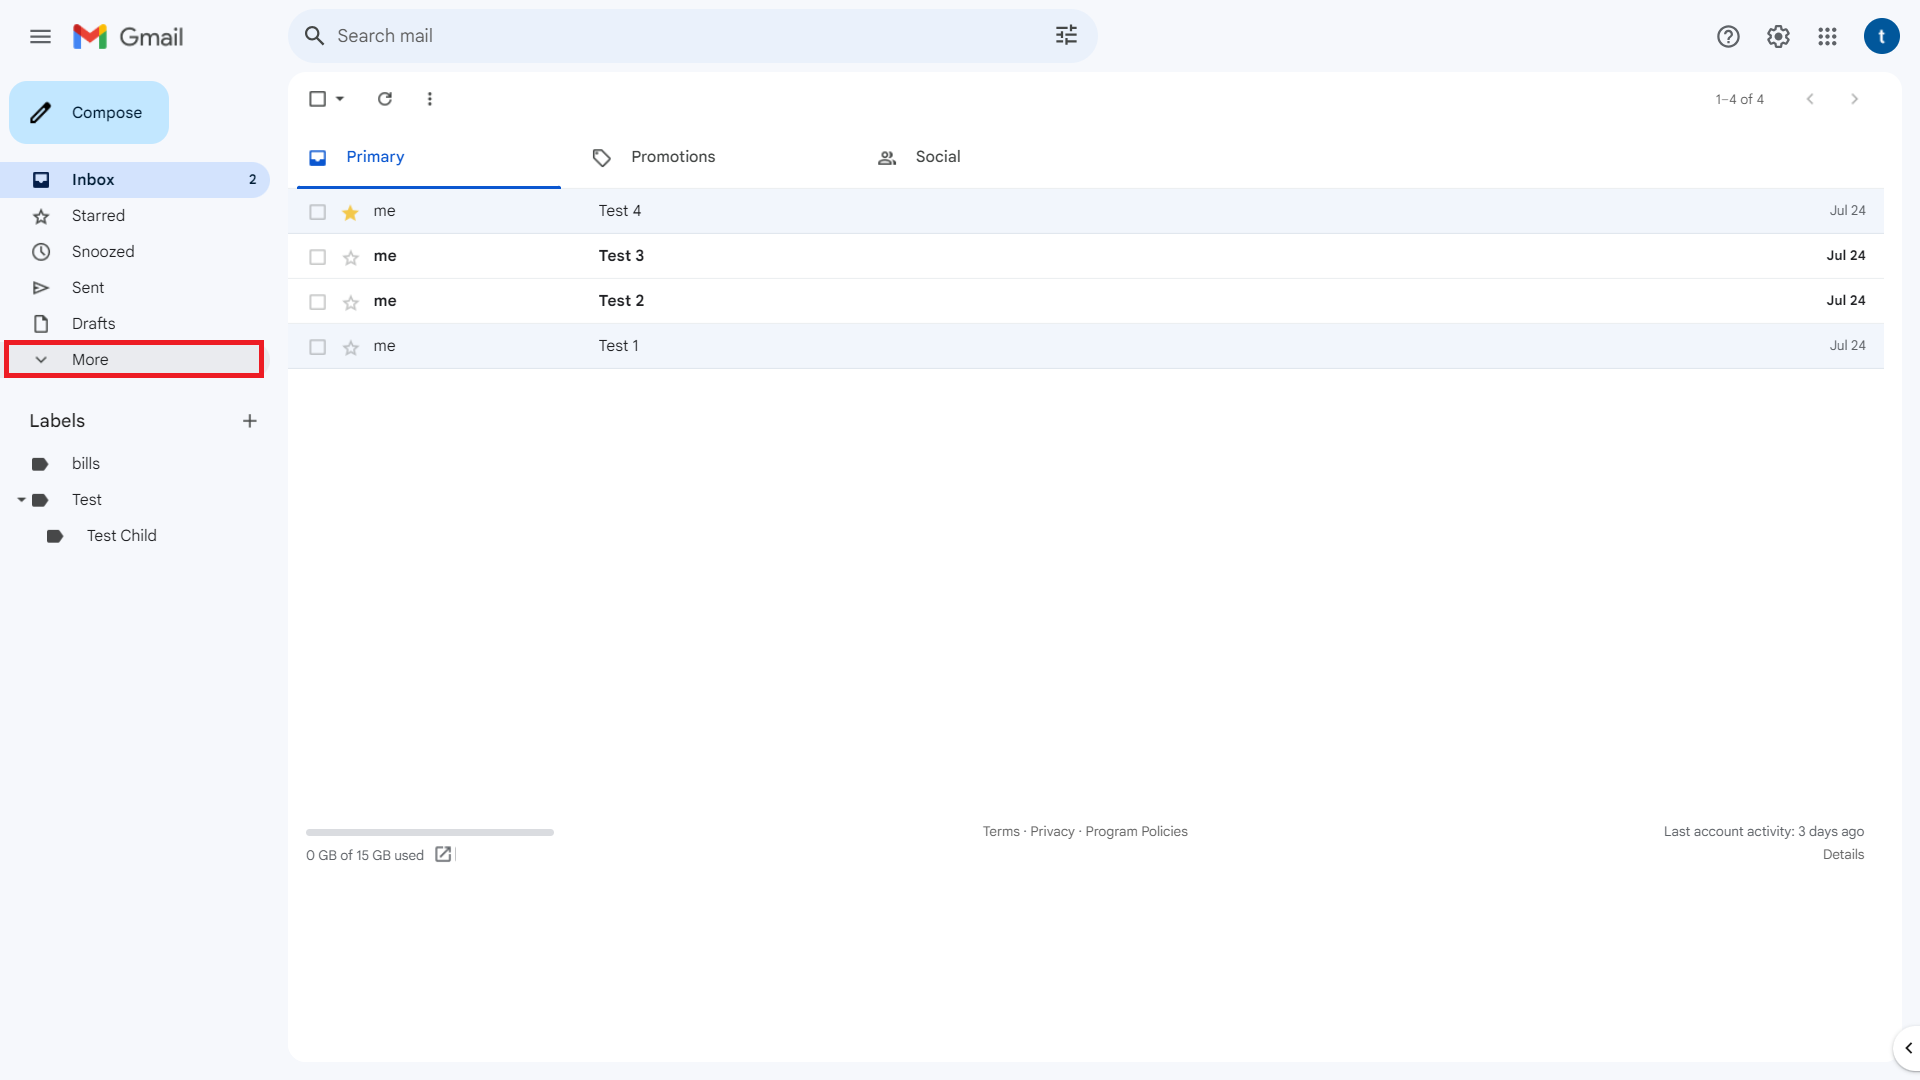 Gmail
Search mail
t
Compose
1–4 of 4
Primary
Promotions
Social
Inbox 2
Starred
Snoozed
Sent
Drafts
More
Labels
bills
Test
Test Child
me Test 4 Jul 24
me Test 3 Jul 24
me Test 2 Jul 24
me Test 1 Jul 24
0 GB of 15 GB used
Terms · Privacy · Program Policies
Last account activity: 3 days ago
Details